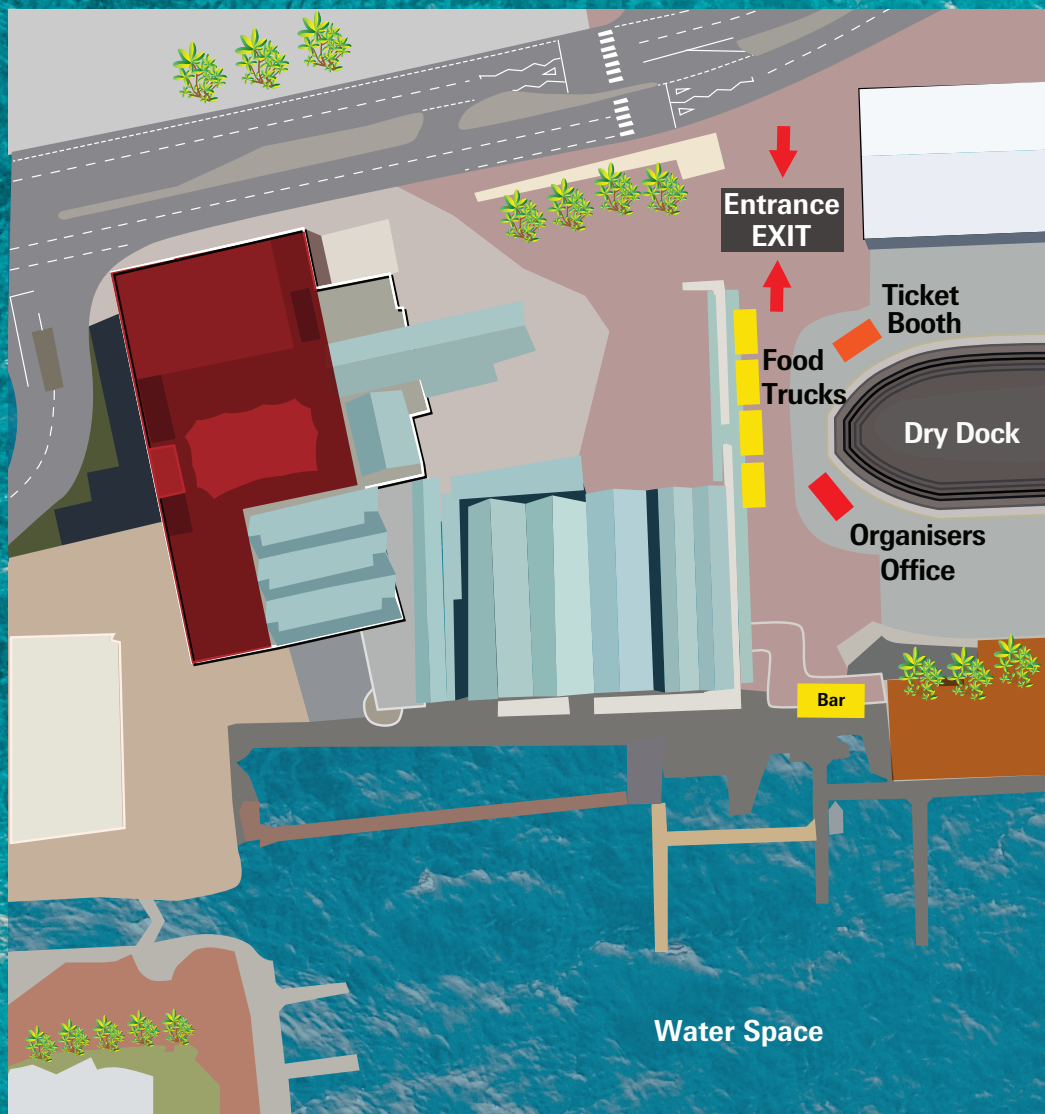 Entrance
EXIT
Ticket
Booth
Food
Trucks
Dry Dock
Organisers
Office
Bar
Water Space